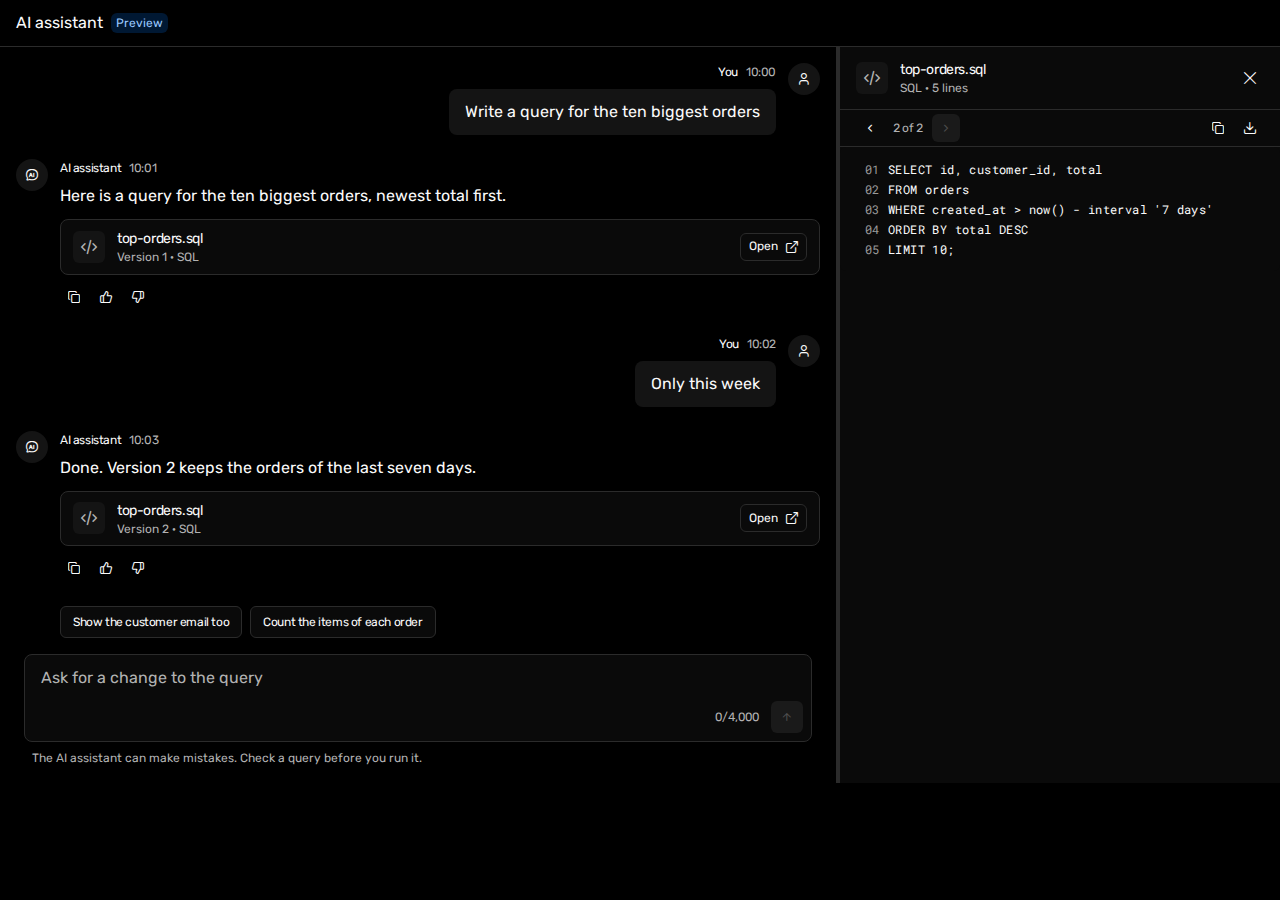 AI assistant Preview
You 10:00
Write a query for the ten biggest orders
AI assistant 10:01
Here is a query for the ten biggest orders, newest total first.
top-orders.sql
Version 1 • SQL
Open
You 10:02
Only this week
AI assistant 10:03
Done. Version 2 keeps the orders of the last seven days.
top-orders.sql
Version 2 • SQL
Open
Show the customer email too
Count the items of each order
Ask for a change to the query
0/4,000
The AI assistant can make mistakes. Check a query before you run it.
top-orders.sql
SQL • 5 lines
2 of 2
01 SELECT id, customer_id, total
02 FROM orders
03 WHERE created_at > now() - interval '7 days'
04 ORDER BY total DESC
05 LIMIT 10;